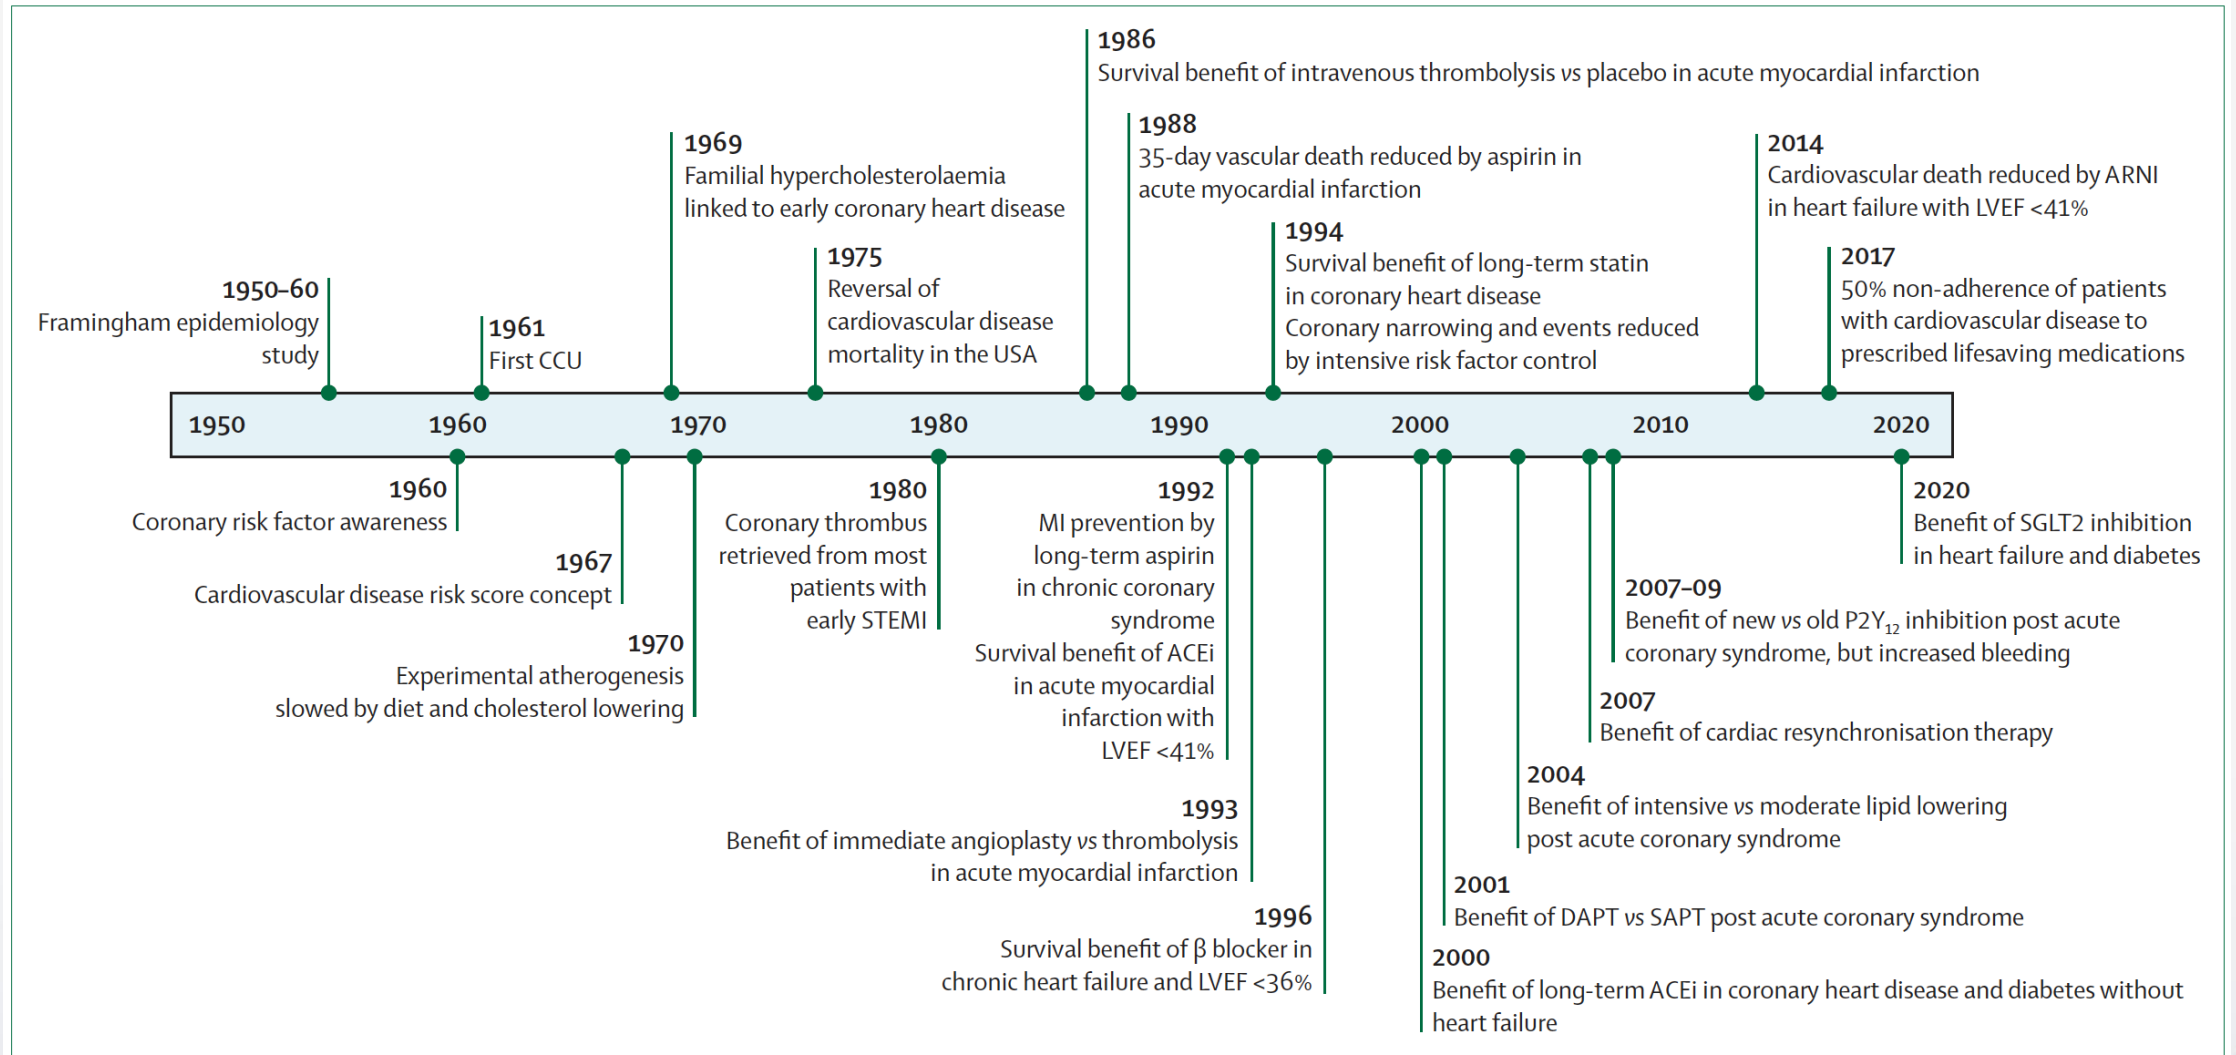 1986
Survival benefit of intravenous thrombolysis vs placebo in acute myocardial infarction
1988
35-day vascular death reduced by aspirin in
acute myocardial infarction
1969
Familial hypercholesterolaemia
linked to early coronary heart disease
2014
Cardiovascular death reduced by ARNI
in heart failure with LVEF <41%
1994
Survival benefit of long-term statin
in coronary heart disease
Coronary narrowing and events reduced
by intensive risk factor control
1975
Reversal of
cardiovascular disease
mortality in the USA
2017
50% non-adherence of patients
with cardiovascular disease to
prescribed lifesaving medications
1950–60
Framingham epidemiology
study
1961
First CCU
1950 1960 1970 1980 1990 2000 2010 2020
1960
Coronary risk factor awareness
1967
Cardiovascular disease risk score concept
1970
Experimental atherogenesis
slowed by diet and cholesterol lowering
1980
Coronary thrombus
retrieved from most
patients with
early STEMI
1992
MI prevention by
long-term aspirin
in chronic coronary
syndrome
Survival benefit of ACEi
in acute myocardial
infarction with
LVEF <41%
1993
Benefit of immediate angioplasty vs thrombolysis
in acute myocardial infarction
1996
Survival benefit of β blocker in
chronic heart failure and LVEF <36%
2020
Benefit of SGLT2 inhibition
in heart failure and diabetes
2007–09
Benefit of new vs old P2Y12 inhibition post acute
coronary syndrome, but increased bleeding
2007
Benefit of cardiac resynchronisation therapy
2004
Benefit of intensive vs moderate lipid lowering
post acute coronary syndrome
2001
Benefit of DAPT vs SAPT post acute coronary syndrome
2000
Benefit of long-term ACEi in coronary heart disease and diabetes without
heart failure